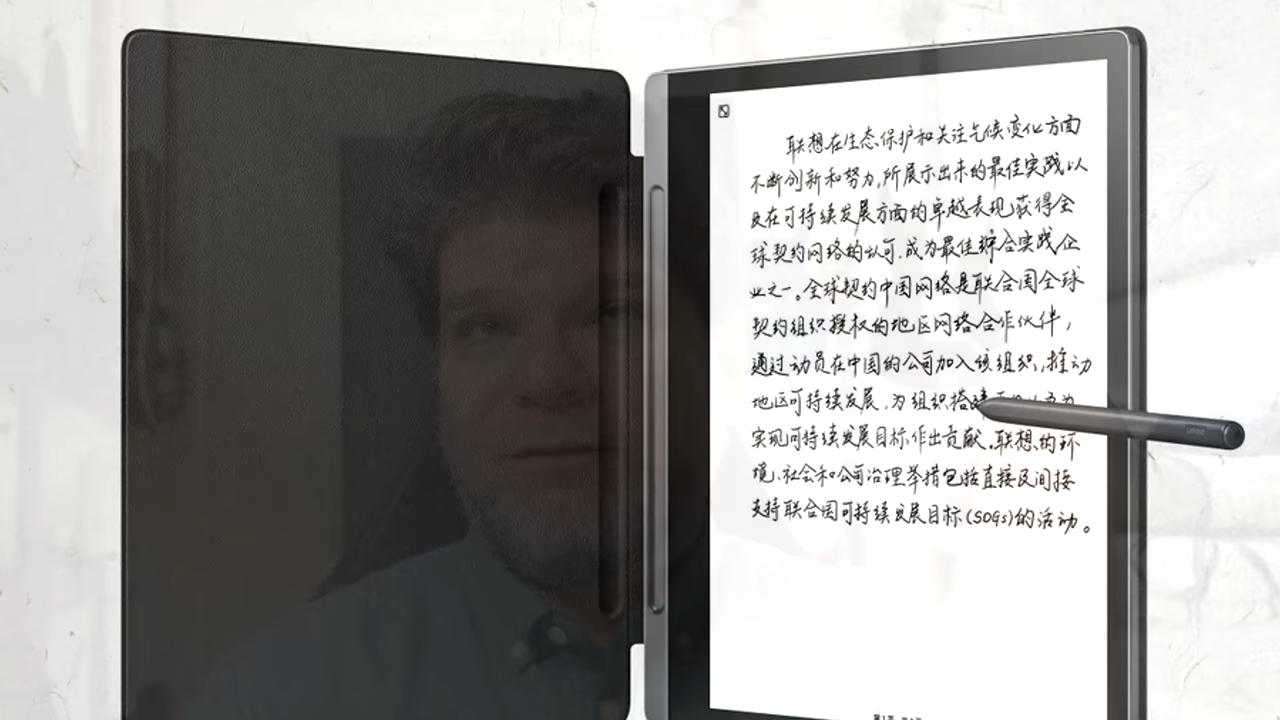 联想在生态保护和关注气候变化方面
不断创新和努力,所展示出来的最佳实践以
及在可持续发展方面的卓越表现获得全
球契约网络的认可,成为最佳综合实践企
业之一。全球契约中国网络是联合国全球
契约组织授权的地区网络合作伙伴,
通过动员在中国的公司加入该组织,推动
地区可持续发展,为组织搭建
实现可持续发展目标作出贡献。联想的环
境、社会和公司治理举措包括直接及间接
支持联合国可持续发展目标(SDGs)的活动。